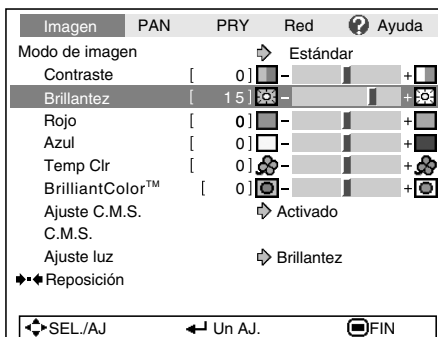 Imagen PAN PRY Red ? Ayuda
Modo de imagen Estándar
Contraste [ 0] - +
Brillantez [ 15] - +
Rojo [ 0] - +
Azul [ 0] - +
Temp Clr [ 0] - +
BrilliantColor™ [ 0] - +
Ajuste C.M.S. Activado
C.M.S.
Ajuste luz Brillantez
Reposición
SEL./AJ Un AJ. FIN